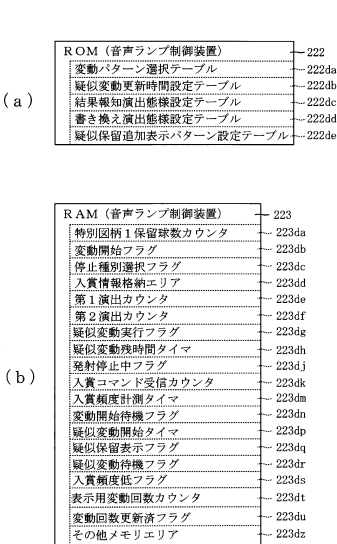 (a)
ROM（音声ランプ制御装置） 222
変動パターン選択テーブル 222da
疑似変動更新時間設定テーブル 222db
結果報知演出態様設定テーブル 222dc
書き換え演出態様設定テーブル 222dd
疑似保留追加表示パターン設定テーブル 222de
(b)
RAM（音声ランプ制御装置） 223
特別図柄１保留球数カウンタ 223da
変動開始フラグ 223db
停止種別選択フラグ 223dc
入賞情報格納エリア 223dd
第１演出カウンタ 223de
第２演出カウンタ 223df
疑似変動実行フラグ 223dg
疑似変動残時間タイマ 223dh
発射停止中フラグ 223dj
入賞コマンド受信カウンタ 223dk
入賞頻度計測タイマ 223dm
変動開始待機フラグ 223dn
疑似変動開始タイマ 223dp
疑似保留表示フラグ 223dq
疑似変動待機フラグ 223dr
入賞頻度低フラグ 223ds
表示用変動回数カウンタ 223dt
変動回数更新済フラグ 223du
その他メモリエリア 223dz